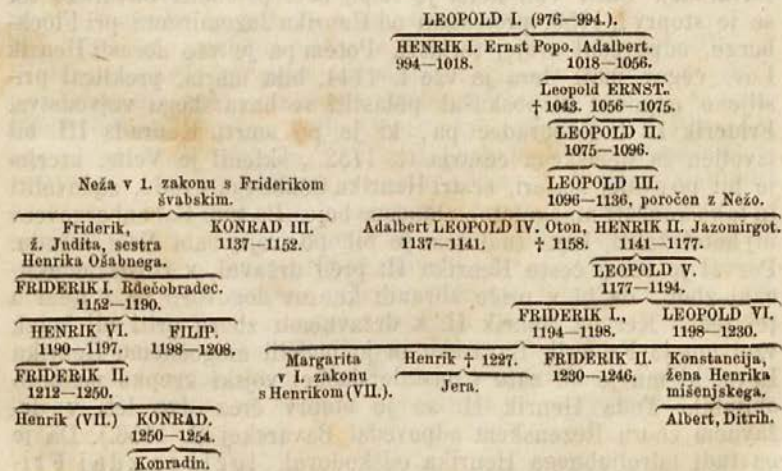 LEOPOLD I. (976—994.).
HENRIK I. Ernst Popo. Adalbert.
994—1018. 1018—1056.
Leopold ERNST.
† 1043. 1056—1075.
LEOPOLD II.
1075—1096.
Neža v 1. zakonu s Friderikom
švabskim.
LEOPOLD III.
1096—1136, poročen z Nežo.
Friderik,
ž. Judita, sestra
Henrika Ošabnega.
KONRAD III.
1137—1152.
Adalbert LEOPOLD IV. Oton, HENRIK II. Jazomirgot.
1137—1141. † 1158. 1141—1177.
LEOPOLD V.
1177—1194.
FRIDERIK I. Rdečobradec.
1152—1190.
FRIDERIK I., LEOPOLD VI.
1194—1198. 1198—1230.
HENRIK VI. FILIP.
1190—1197. 1198—1208.
Margarita
v I. zakonu
s Henrikom (VII.).
Henrik † 1227.
Jera.
FRIDERIK II.
1230—1246.
Konstancija,
žena Henrika
mišenjskega.
Albert, Ditrih.
FRIDERIK II.
1212—1250.
Henrik (VII.) KONRAD.
1250—1254.
Konradin.